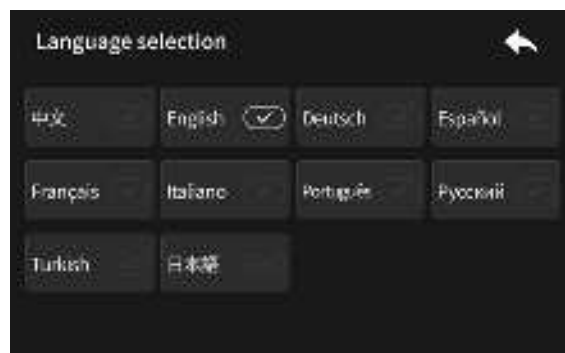 Language selection
中文 English Deutsch Español
Français Italiano Português Русский
Turkish 日本語